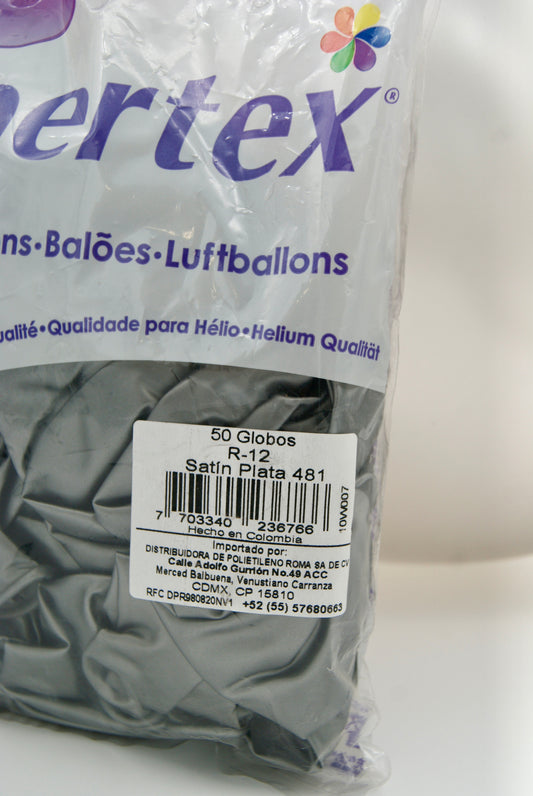 pertex®
ns•Balões•Luftballons
ualité•Qualidade para Hélio•Helium Qualität
50 Globos
R-12
Satín Plata 481
7 703340 236766
10W007
Hecho en Colombia
Importado por:
DISTRIBUIDORA DE POLIETILENO ROMA SA DE CV
Calle Adolfo Gurrión No.49 ACC
Merced Balbuena, Venustiano Carranza
CDMX, CP 15810
RFC DPR980820NV1 +52 (55) 57680663